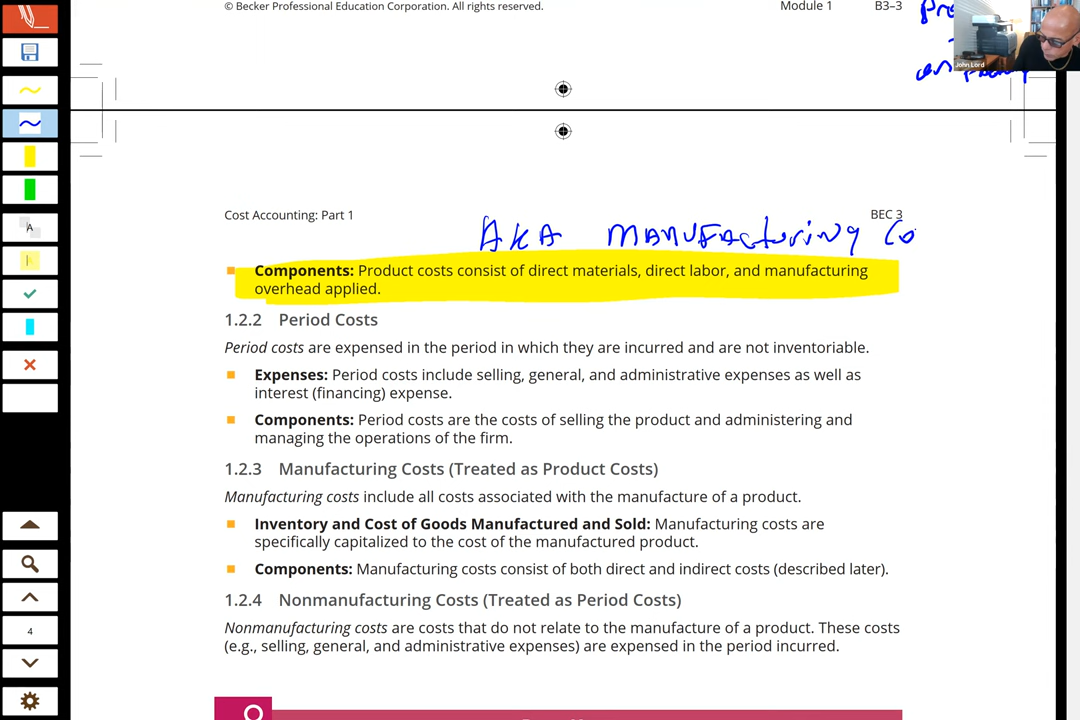 © Becker Professional Education Corporation. All rights reserved.
Module 1
B3–3
John Lord
Cost Accounting: Part 1
BEC 3
AKA MANUFActuring Co
Components: Product costs consist of direct materials, direct labor, and manufacturing
overhead applied.
1.2.2 Period Costs
Period costs are expensed in the period in which they are incurred and are not inventoriable.
Expenses: Period costs include selling, general, and administrative expenses as well as
interest (financing) expense.
Components: Period costs are the costs of selling the product and administering and
managing the operations of the firm.
1.2.3 Manufacturing Costs (Treated as Product Costs)
Manufacturing costs include all costs associated with the manufacture of a product.
Inventory and Cost of Goods Manufactured and Sold: Manufacturing costs are
specifically capitalized to the cost of the manufactured product.
Components: Manufacturing costs consist of both direct and indirect costs (described later).
1.2.4 Nonmanufacturing Costs (Treated as Period Costs)
Nonmanufacturing costs are costs that do not relate to the manufacture of a product. These costs
(e.g., selling, general, and administrative expenses) are expensed in the period incurred.
4